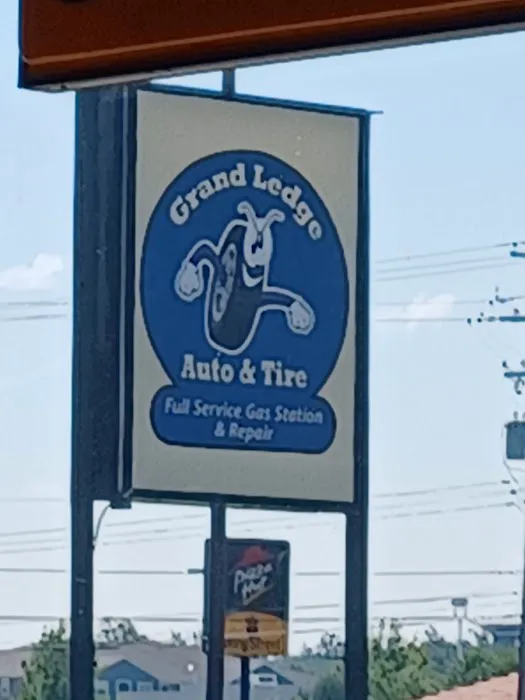 Grand Ledge
Auto & Tire
Full Service Gas Station
& Repair
Pizza
Hut